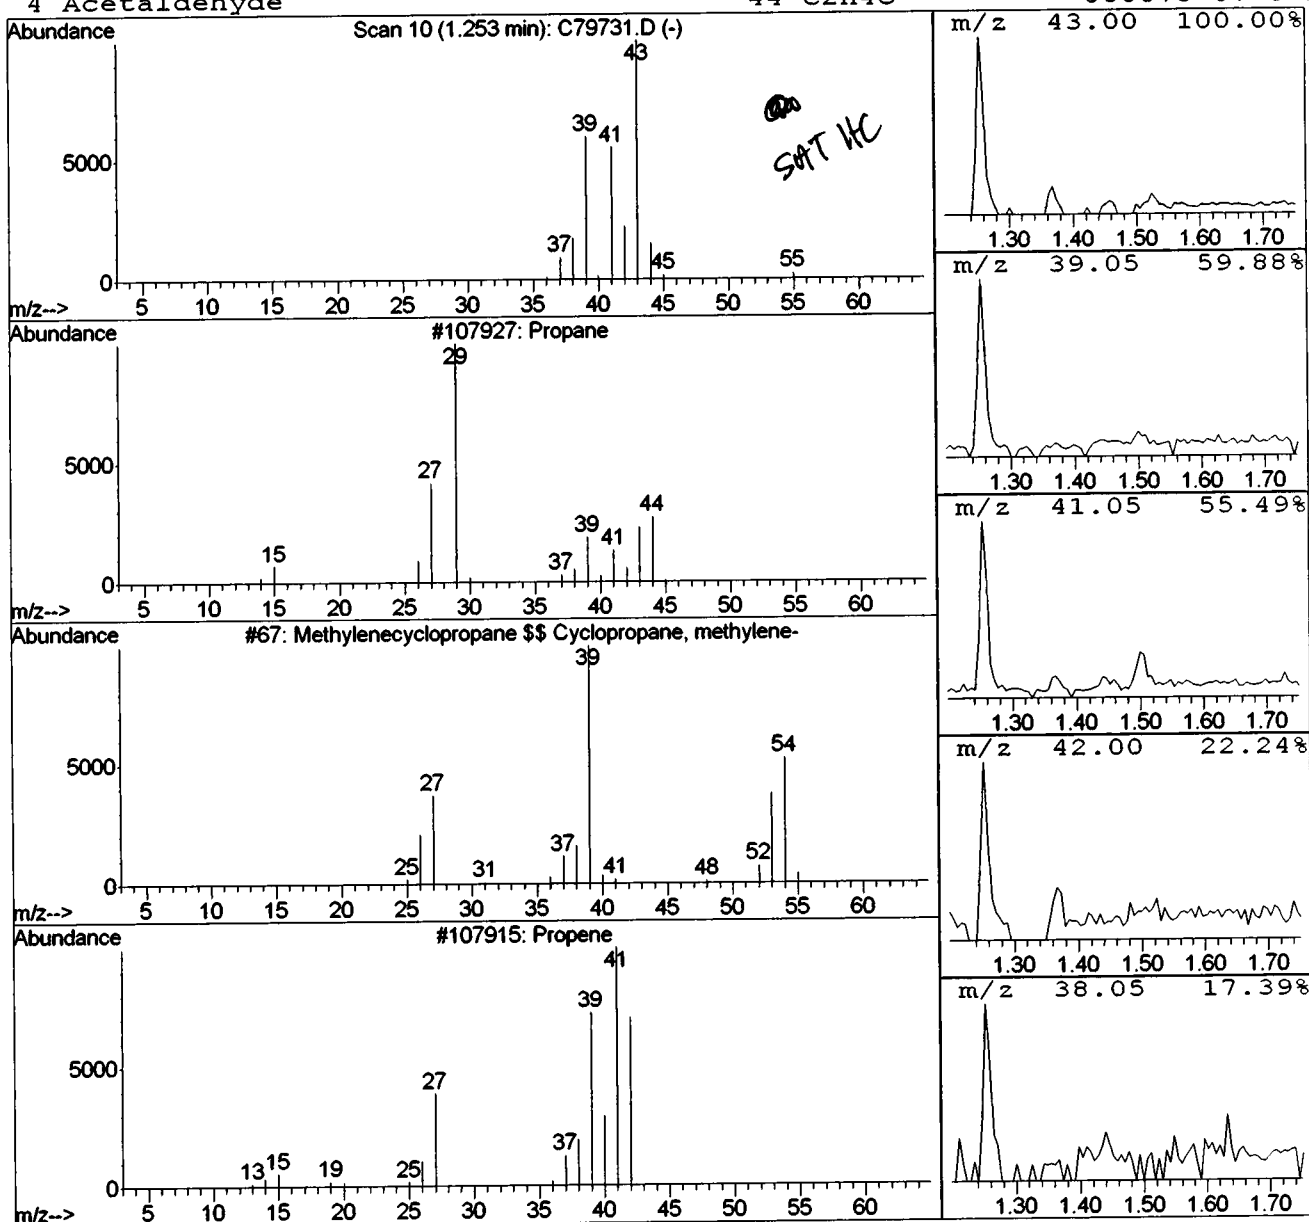 4 Acetaldehyde
Abundance
Scan 10 (1.253 min): C79731.D (-)
43
39
41
37
45
55
SAT HC
5000
0
m/z--> 5 10 15 20 25 30 35 40 45 50 55 60
Abundance
#107927: Propane
29
27
44
39
41
37
15
5000
0
m/z--> 5 10 15 20 25 30 35 40 45 50 55 60
Abundance
#67: Methylenecyclopropane $$ Cyclopropane, methylene-
39
54
27
37
52
25
31
41
48
5000
0
m/z--> 5 10 15 20 25 30 35 40 45 50 55 60
Abundance
#107915: Propene
41
39
27
37
13
15
19
25
5000
0
m/z--> 5 10 15 20 25 30 35 40 45 50 55 60
m/z 43.00 100.00%
1.30 1.40 1.50 1.60 1.70
m/z 39.05 59.88%
1.30 1.40 1.50 1.60 1.70
m/z 41.05 55.49%
1.30 1.40 1.50 1.60 1.70
m/z 42.00 22.24%
1.30 1.40 1.50 1.60 1.70
m/z 38.05 17.39%
1.30 1.40 1.50 1.60 1.70